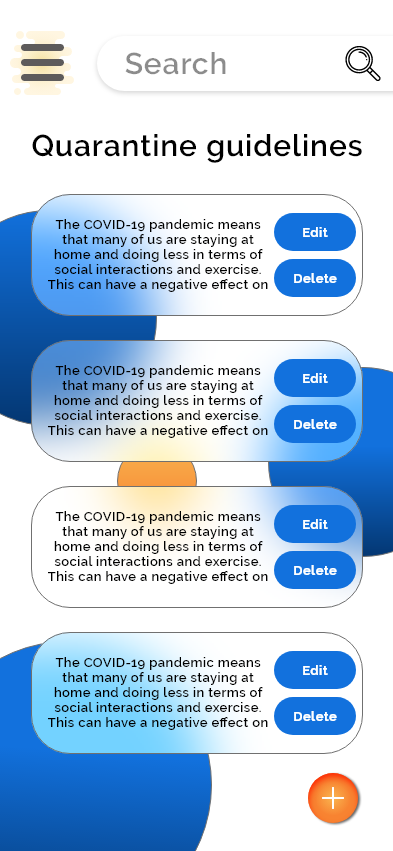 Search
Quarantine guidelines
The COVID-19 pandemic means
that many of us are staying at
home and doing less in terms of
social interactions and exercise.
This can have a negative effect on
Edit
Delete
The COVID-19 pandemic means
that many of us are staying at
home and doing less in terms of
social interactions and exercise.
This can have a negative effect on
Edit
Delete
The COVID-19 pandemic means
that many of us are staying at
home and doing less in terms of
social interactions and exercise.
This can have a negative effect on
Edit
Delete
The COVID-19 pandemic means
that many of us are staying at
home and doing less in terms of
social interactions and exercise.
This can have a negative effect on
Edit
Delete